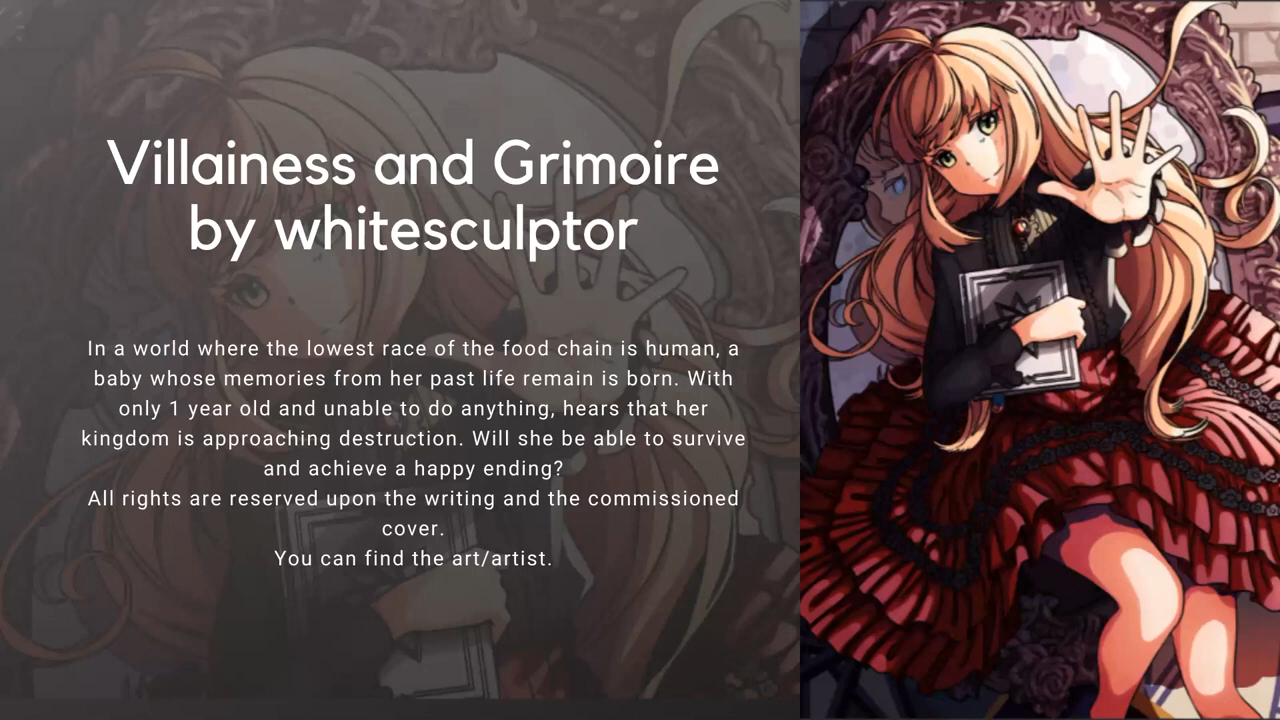 Villainess and Grimoire
by whitesculptor
In a world where the lowest race of the food chain is human, a
baby whose memories from her past life remain is born. With
only 1 year old and unable to do anything, hears that her
kingdom is approaching destruction. Will she be able to survive
and achieve a happy ending?
All rights are reserved upon the writing and the commissioned
cover.
You can find the art/artist.